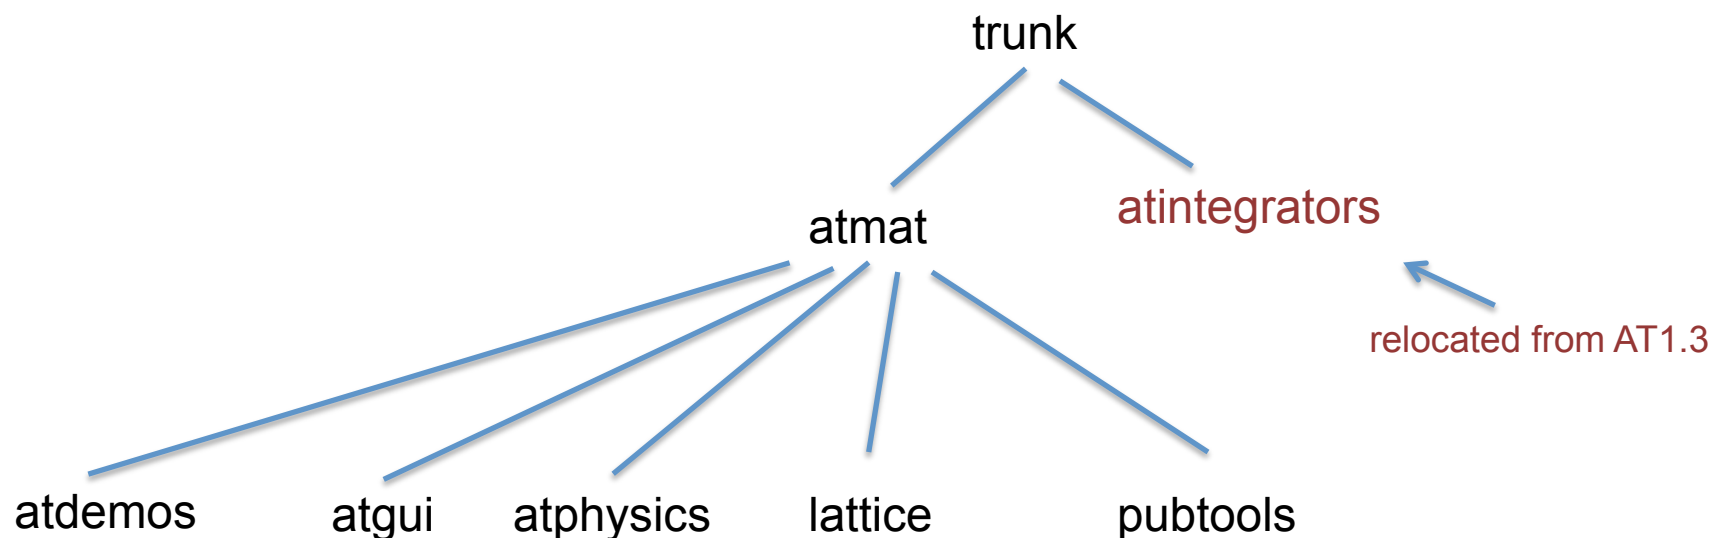 trunk
atintegrators
atmat
relocated from AT1.3
atdemos
atgui
atphysics
lattice
pubtools